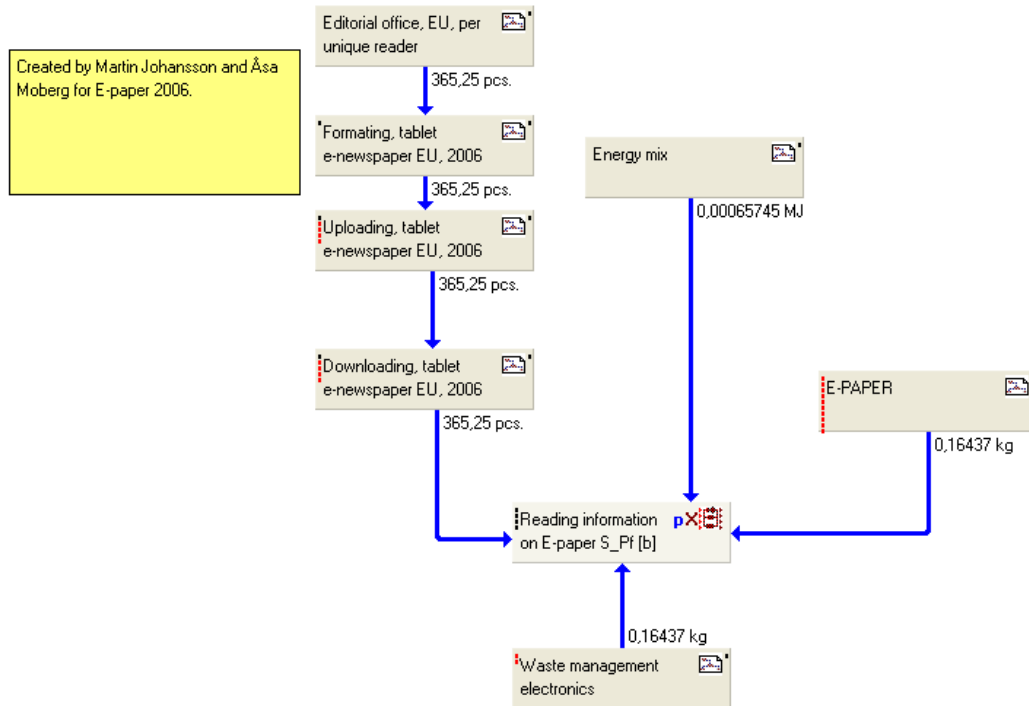 Editorial office, EU, per
unique reader
Created by Martin Johansson and Åsa
Moberg for E-paper 2006.
365,25 pcs.
Formating, tablet
e-newspaper EU, 2006
Energy mix
365,25 pcs.
0,00065745 MJ
Uploading, tablet
e-newspaper EU, 2006
365,25 pcs.
Downloading, tablet
e-newspaper EU, 2006
E-PAPER
365,25 pcs.
0,16437 kg
Reading information
on E-paper S_Pf [b]
pX
0,16437 kg
Waste management
electronics